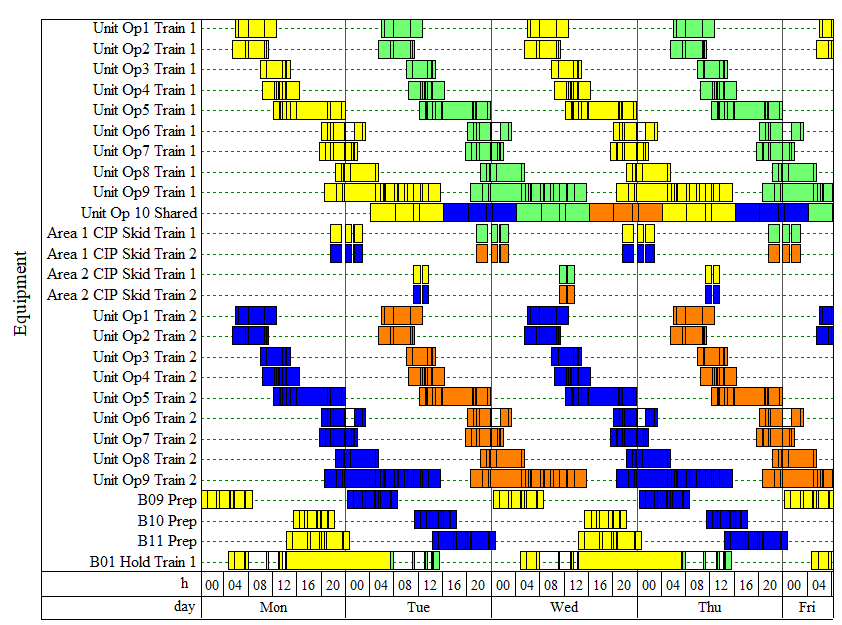 Unit Op1 Train 1
Unit Op2 Train 1
Unit Op3 Train 1
Unit Op4 Train 1
Unit Op5 Train 1
Unit Op6 Train 1
Unit Op7 Train 1
Unit Op8 Train 1
Unit Op9 Train 1
Unit Op 10 Shared
Area 1 CIP Skid Train 1
Area 1 CIP Skid Train 2
Area 2 CIP Skid Train 1
Area 2 CIP Skid Train 2
Equipment
Unit Op1 Train 2
Unit Op2 Train 2
Unit Op3 Train 2
Unit Op4 Train 2
Unit Op5 Train 2
Unit Op6 Train 2
Unit Op7 Train 2
Unit Op8 Train 2
Unit Op9 Train 2
B09 Prep
B10 Prep
B11 Prep
B01 Hold Train 1
h 00 04 08 12 16 20 00 04 08 12 16 20 00 04 08 12 16 20 00 04 08 12 16 20 00 04
day Mon Tue Wed Thu Fri